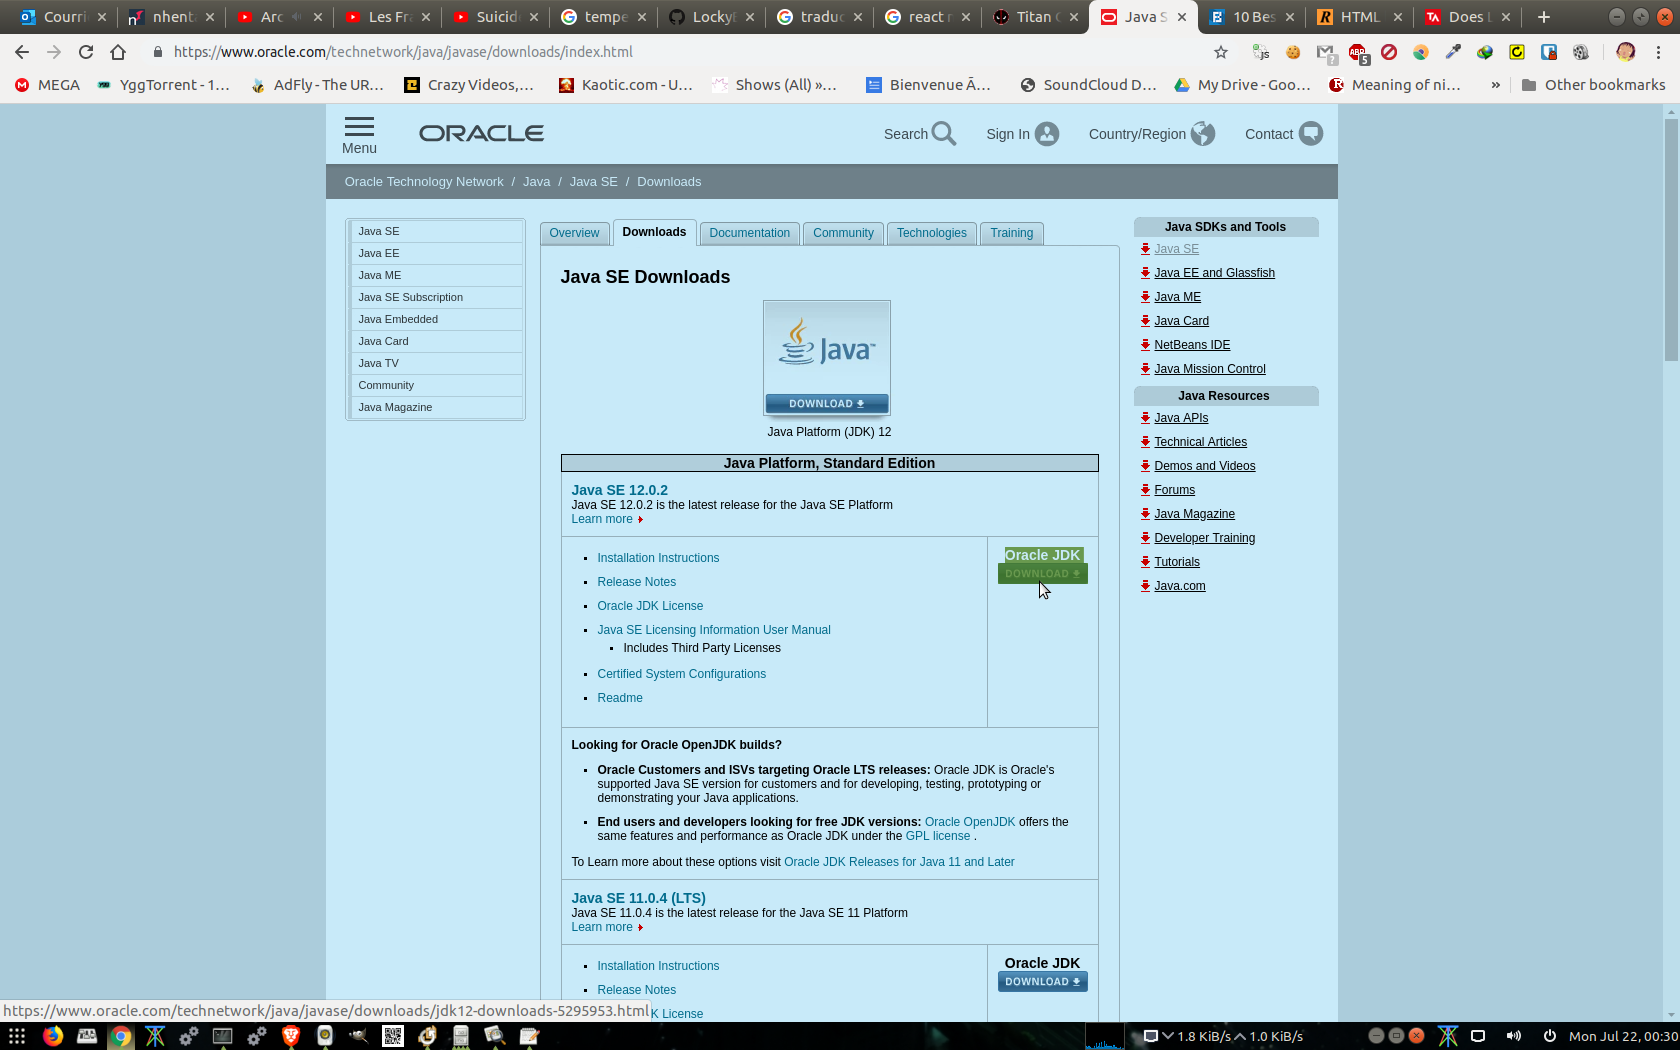 Courri
nhent
Arc
Les Fra
Suicid
tempe
Locky
traduc
react n
Titan
Java S
10 Bes
HTML
Does L
https://www.oracle.com/technetwork/java/javase/downloads/index.html
MEGA
YggTorrent - 1…
AdFly - The UR…
Crazy Videos,…
Kaotic.com - U…
Shows (All) »…
Bienvenue Ã…
SoundCloud D…
My Drive - Goo…
Meaning of ni…
»
Other bookmarks
Menu
ORACLE
Search
Sign In
Country/Region
Contact
Oracle Technology Network / Java / Java SE / Downloads
Java SE
Java EE
Java ME
Java SE Subscription
Java Embedded
Java Card
Java TV
Community
Java Magazine
Overview
Downloads
Documentation
Community
Technologies
Training
Java SE Downloads
Java™
DOWNLOAD
Java Platform (JDK) 12
Java Platform, Standard Edition
Java SE 12.0.2
Java SE 12.0.2 is the latest release for the Java SE Platform
Learn more
Installation Instructions
Release Notes
Oracle JDK License
Java SE Licensing Information User Manual
Includes Third Party Licenses
Certified System Configurations
Readme
Oracle JDK
DOWNLOAD
Looking for Oracle OpenJDK builds?
Oracle Customers and ISVs targeting Oracle LTS releases: Oracle JDK is Oracle's
supported Java SE version for customers and for developing, testing, prototyping or
demonstrating your Java applications.
End users and developers looking for free JDK versions: Oracle OpenJDK offers the
same features and performance as Oracle JDK under the GPL license .
To Learn more about these options visit Oracle JDK Releases for Java 11 and Later
Java SE 11.0.4 (LTS)
Java SE 11.0.4 is the latest release for the Java SE 11 Platform
Learn more
Installation Instructions
Release Notes
K License
Oracle JDK
DOWNLOAD
Java SDKs and Tools
Java SE
Java EE and Glassfish
Java ME
Java Card
NetBeans IDE
Java Mission Control
Java Resources
Java APIs
Technical Articles
Demos and Videos
Forums
Java Magazine
Developer Training
Tutorials
Java.com
https://www.oracle.com/technetwork/java/javase/downloads/jdk12-downloads-5295953.html
1.8 KiB/s
1.0 KiB/s
Mon Jul 22, 00:30